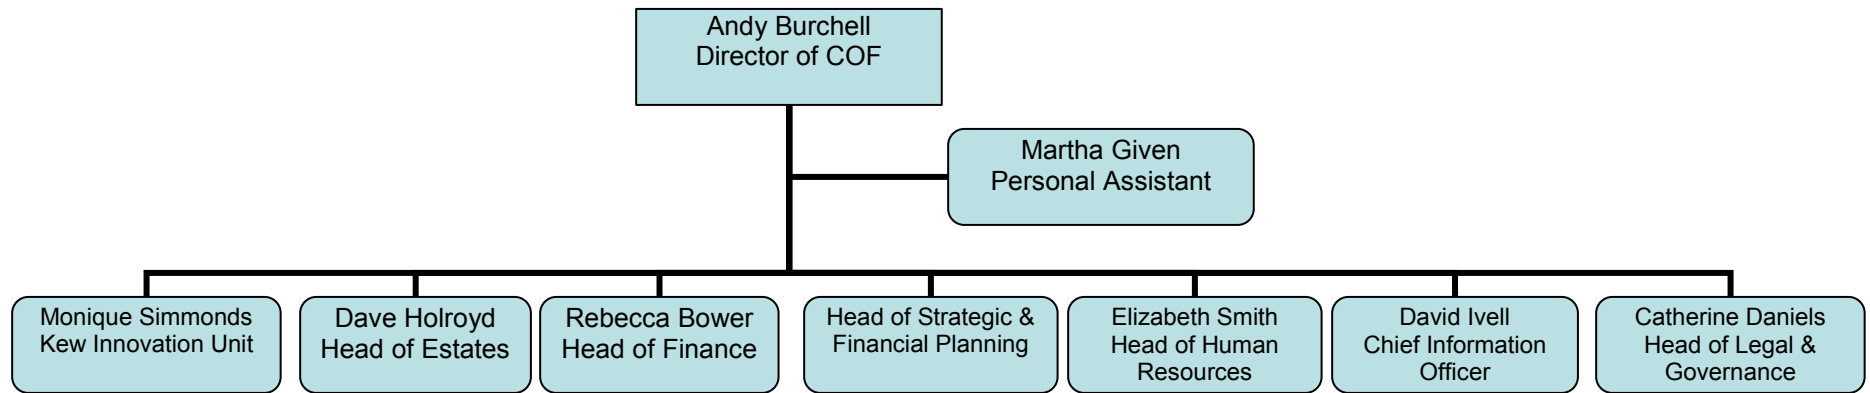 Andy Burchell
Director of COF
Martha Given
Personal Assistant
Monique Simmonds
Kew Innovation Unit
Dave Holroyd
Head of Estates
Rebecca Bower
Head of Finance
Head of Strategic &
Financial Planning
Elizabeth Smith
Head of Human
Resources
David Ivell
Chief Information
Officer
Catherine Daniels
Head of Legal &
Governance